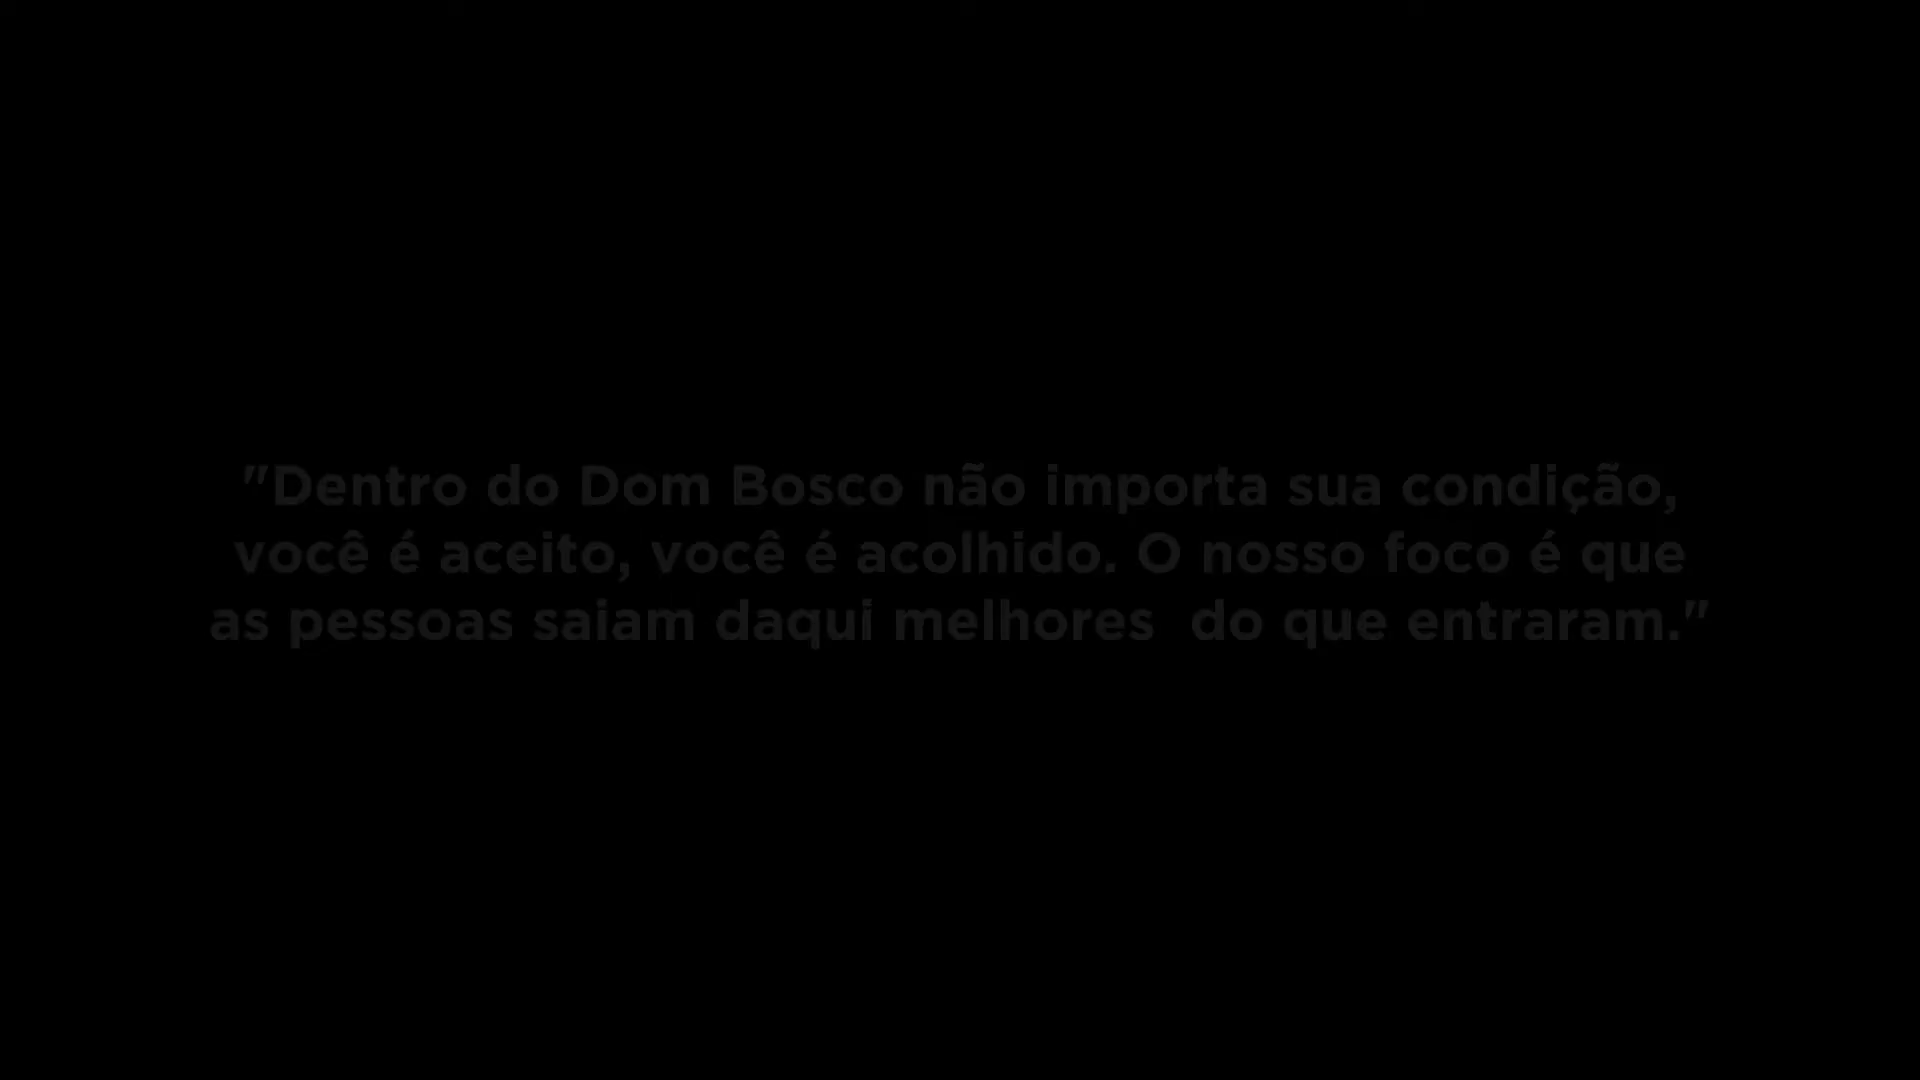 "Dentro do Dom Bosco não importa sua condição,
você é aceito, você é acolhido. O nosso foco é que
as pessoas saiam daqui melhores  do que entraram."